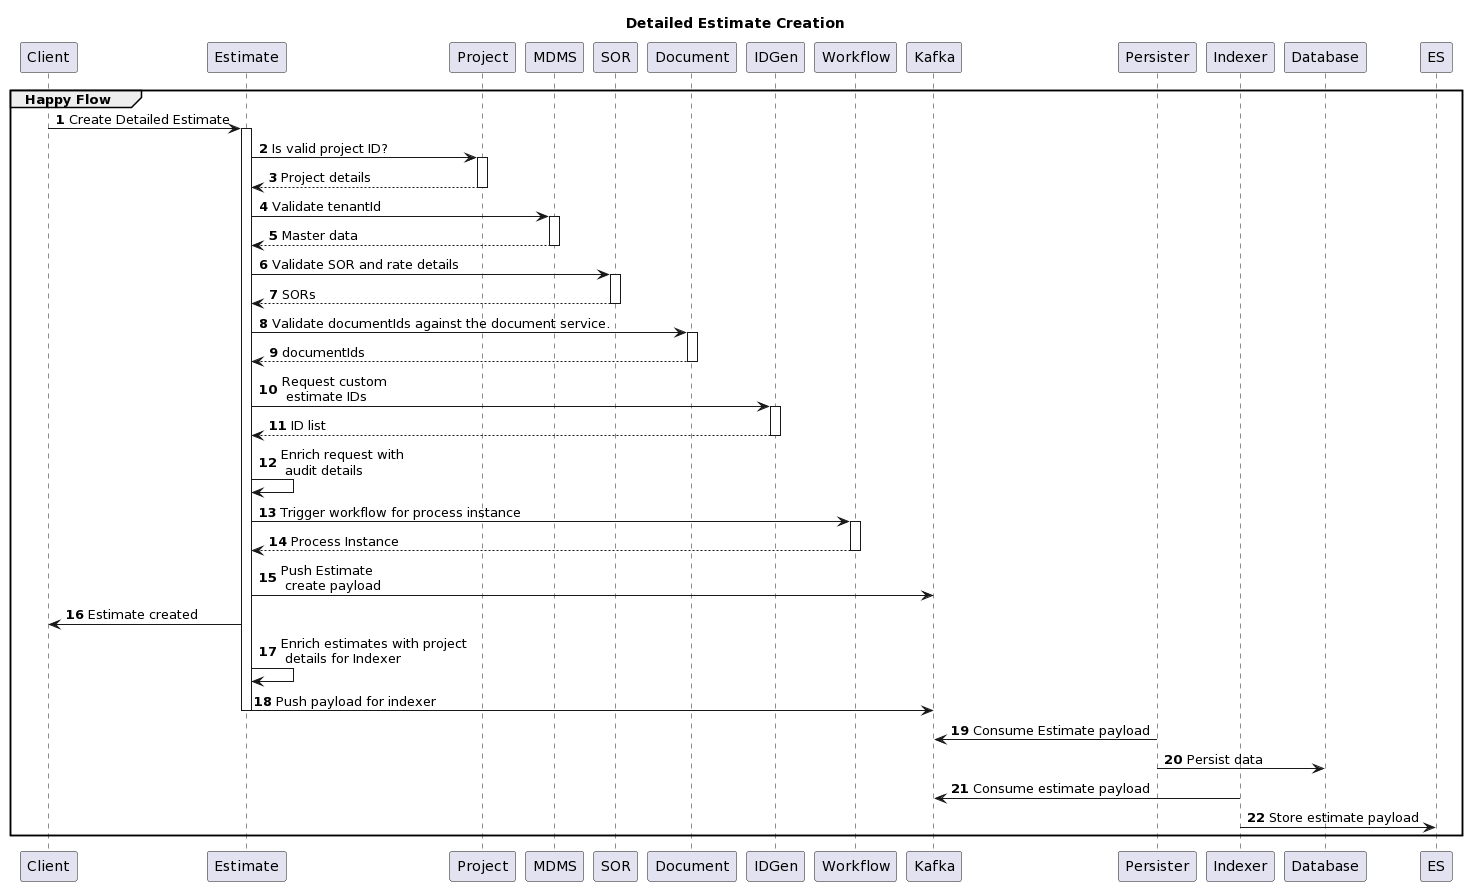 Detailed Estimate Creation
Client Estimate Project MDMS SOR Document IDGen Workflow Kafka Persister Indexer Database ES
Happy Flow
1 Create Detailed Estimate
2 Is valid project ID?
3 Project details
4 Validate tenantId
5 Master data
6 Validate SOR and rate details
7 SORs
8 Validate documentIds against the document service.
9 documentIds
10 Request custom
estimate IDs
11 ID list
12 Enrich request with
audit details
13 Trigger workflow for process instance
14 Process Instance
15 Push Estimate
create payload
16 Estimate created
17 Enrich estimates with project
details for Indexer
18 Push payload for indexer
19 Consume Estimate payload
20 Persist data
21 Consume estimate payload
22 Store estimate payload
Client Estimate Project MDMS SOR Document IDGen Workflow Kafka Persister Indexer Database ES